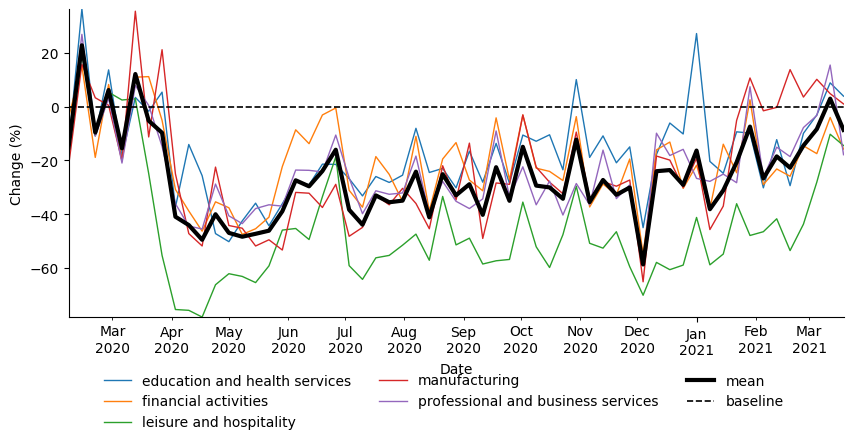 20
0
−20
−40
−60
Change (%)
Mar Apr May Jun Jul Aug Sep Oct Nov Dec Jan Feb Mar
2020 2020 2020 2020 2020 2020 2020 2020 2020 2020 2021 2021 2021
Date
education and health services manufacturing mean
financial activities professional and business services baseline
leisure and hospitality